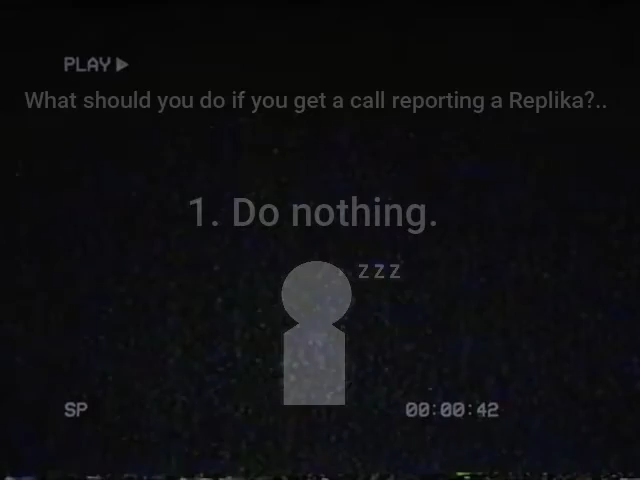 PLAY▶
What should you do if you get a call reporting a Replika?..
1. Do nothing.
z z z
SP
00:00:42